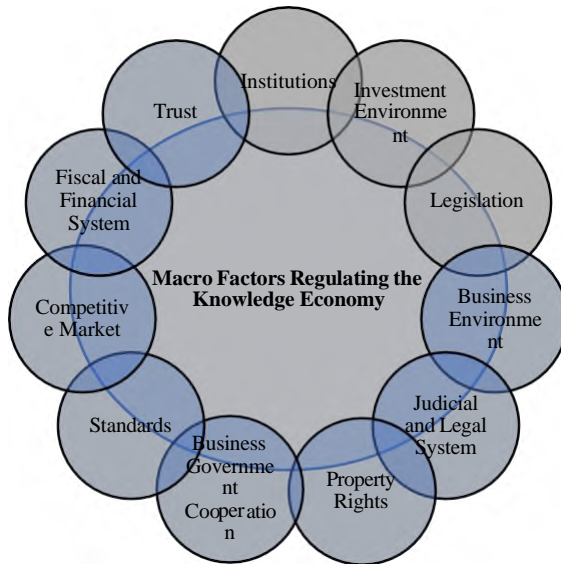 Institutions
Investment
Environme
nt
Legislation
Business
Environme
nt
Judicial
and Legal
System
Property
Rights
Business
Government
nt
Cooperatio
n
Standards
Competitiv
e Market
Fiscal and
Financial
System
Trust
Macro Factors Regulating the
Knowledge Economy